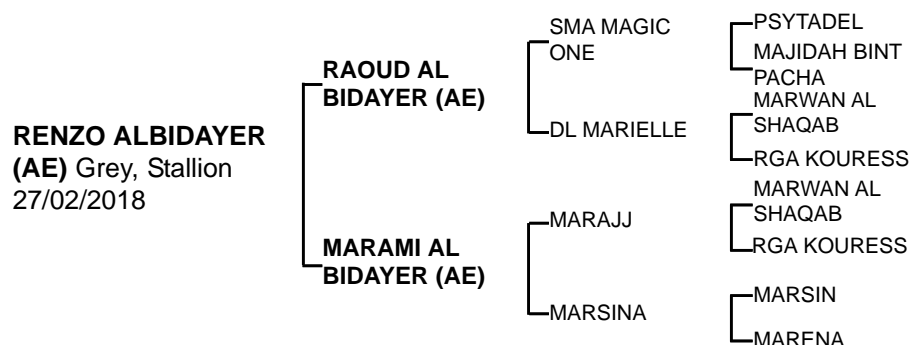 RENZO ALBIDAYER
(AE) Grey, Stallion
27/02/2018
RAOUD AL
BIDAYER (AE)
MARAMI AL
BIDAYER (AE)
SMA MAGIC
ONE
DL MARIELLE
MARAJJ
MARSINA
PSYTADEL
MAJIDAH BINT
PACHA
MARWAN AL
SHAQAB
RGA KOURESS
MARWAN AL
SHAQAB
RGA KOURESS
MARSIN
MARENA